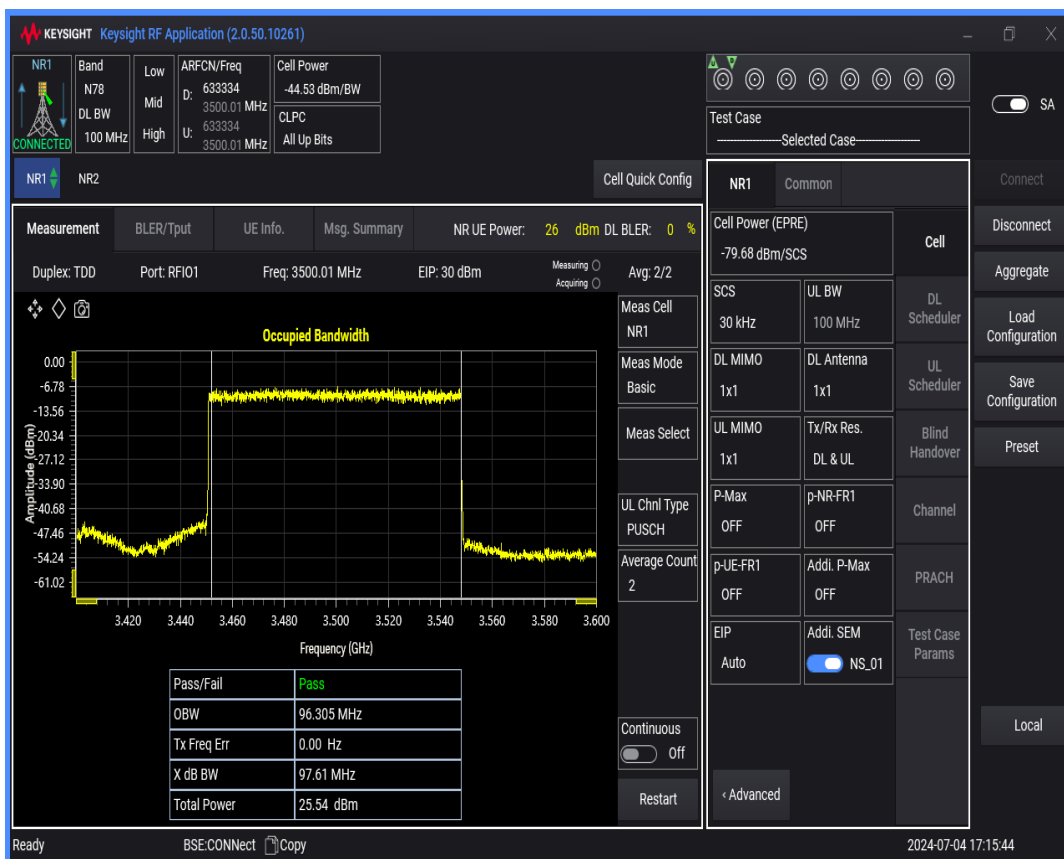 KEYSIGHT Keysight RF Application (2.0.50.10261)
NR1
CONNECTED
Band
N78
DL BW
100 MHz
Low
Mid
High
ARFCN/Freq
D: 633334
3500.01 MHz
U: 633334
3500.01 MHz
Cell Power
-44.53 dBm/BW
CLPC
All Up Bits
Test Case
Selected Case
SA
NR1
NR2
Cell Quick Config
Measurement
BLER/Tput
UE Info.
Msg. Summary
NR UE Power: 26 dBm DL BLER: 0 %
Duplex: TDD
Port: RFIO1
Freq: 3500.01 MHz
EIP: 30 dBm
Measuring
Acquiring
Avg: 2/2
Occupied Bandwidth
Amplitude (dBm)
0.00
-6.78
-13.56
-20.34
-27.12
-33.90
-40.68
-47.46
-54.24
-61.02
3.420 3.440 3.460 3.480 3.500 3.520 3.540 3.560 3.580 3.600
Frequency (GHz)
Pass/Fail Pass
OBW 96.305 MHz
Tx Freq Err 0.00 Hz
X dB BW 97.61 MHz
Total Power 25.54 dBm
Meas Cell
NR1
Meas Mode
Basic
Meas Select
UL Chnl Type
PUSCH
Average Count
2
Continuous
Off
Restart
NR1
Common
Cell Power (EPRE)
-79.68 dBm/SCS
SCS
30 kHz
UL BW
100 MHz
DL MIMO
1x1
DL Antenna
1x1
UL MIMO
1x1
Tx/Rx Res.
DL & UL
P-Max
OFF
p-NR-FR1
OFF
p-UE-FR1
OFF
Addi. P-Max
OFF
EIP
Auto
Addi. SEM
NS_01
‹ Advanced
Cell
DL
Scheduler
UL
Scheduler
Blind
Handover
Channel
PRACH
Test Case
Params
Connect
Disconnect
Aggregate
Load
Configuration
Save
Configuration
Preset
Local
Ready
BSE:CONNect
Copy
2024-07-04 17:15:44